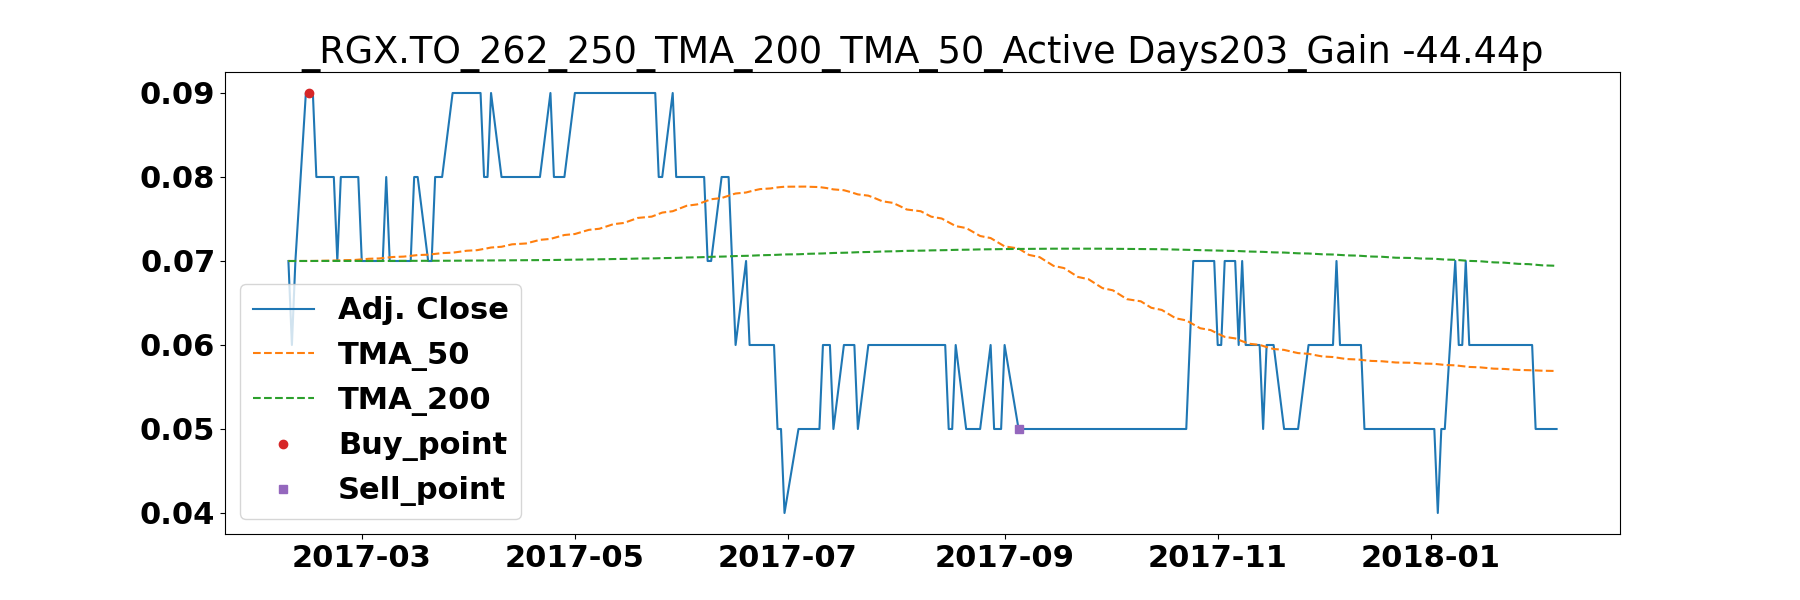 _RGX.TO_262_250_TMA_200_TMA_50_Active Days203_Gain -44.44p
0.09
0.08
0.07
0.06
0.05
0.04
Adj. Close
TMA_50
TMA_200
Buy_point
Sell_point
2017-03 2017-05 2017-07 2017-09 2017-11 2018-01